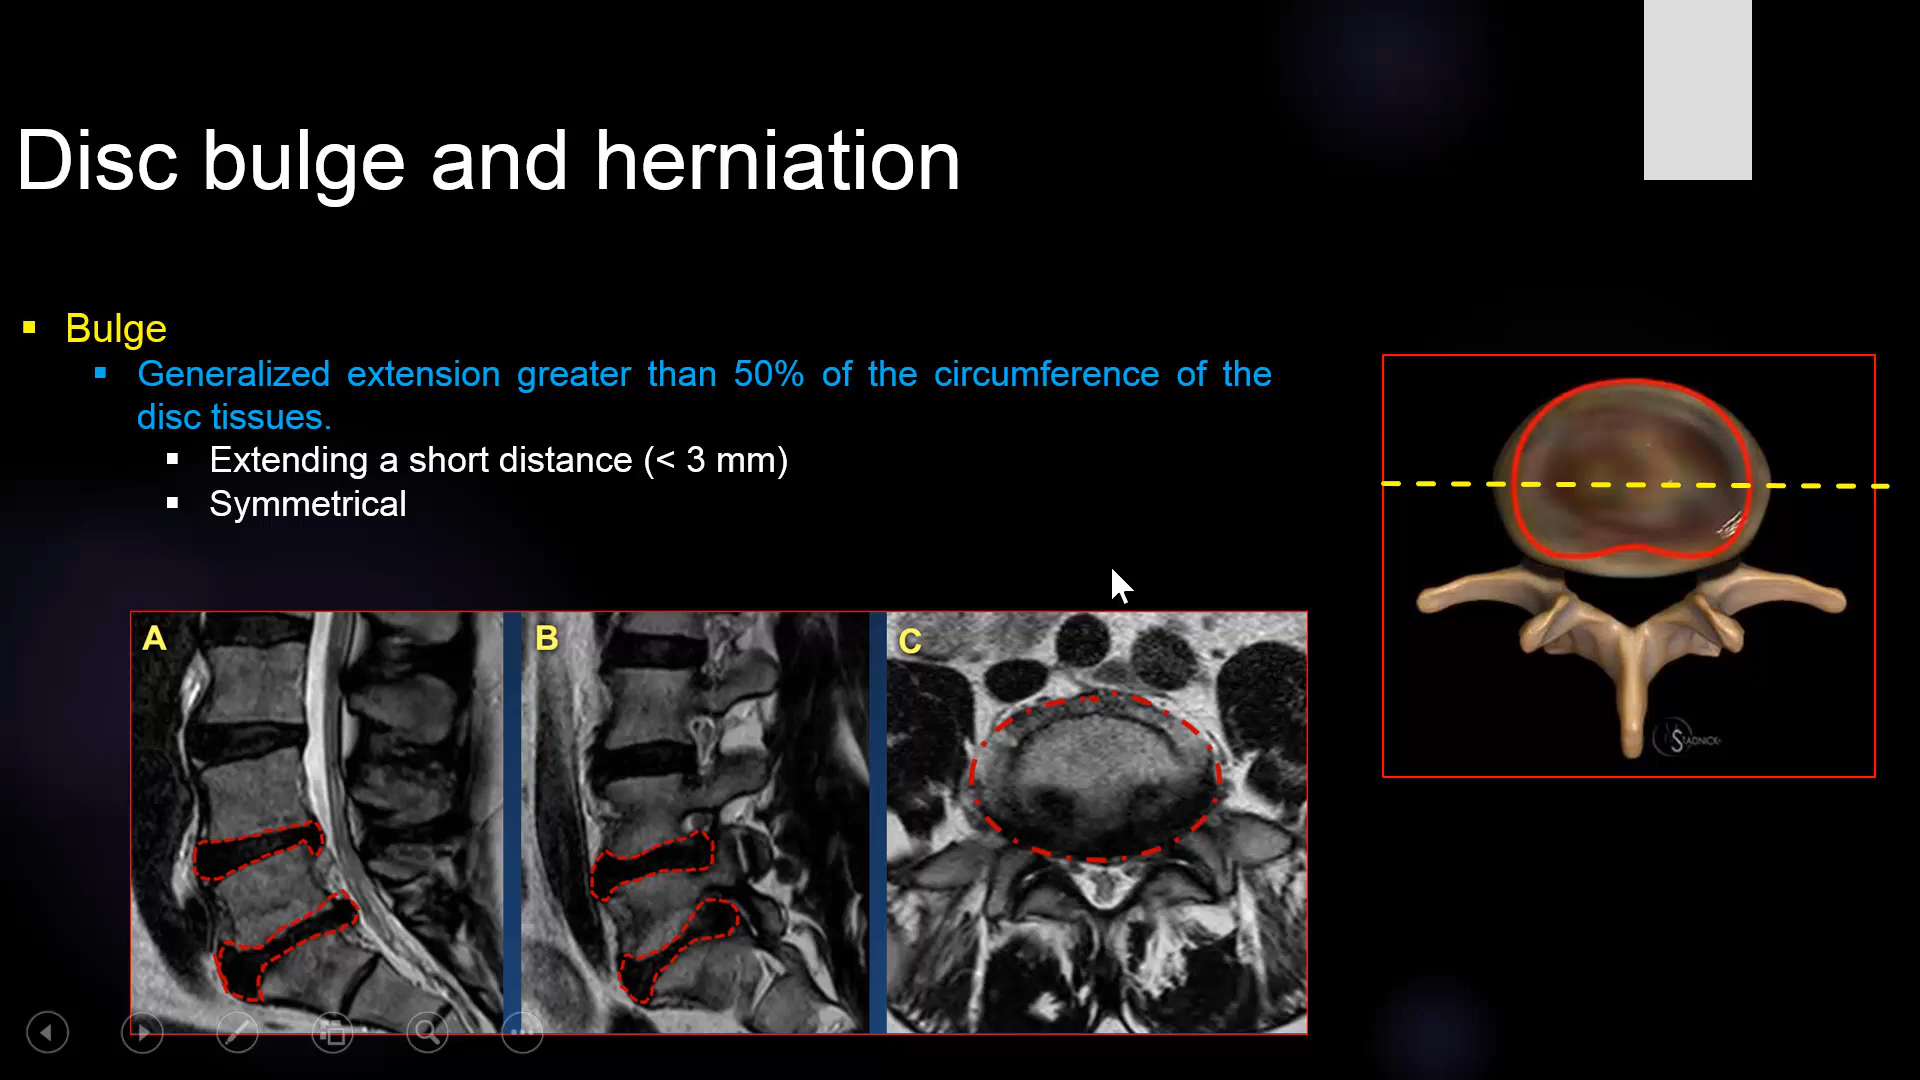 Disc bulge and herniation
Bulge
Generalized extension greater than 50% of the circumference of the
disc tissues.
Extending a short distance (< 3 mm)
Symmetrical
A
B
C